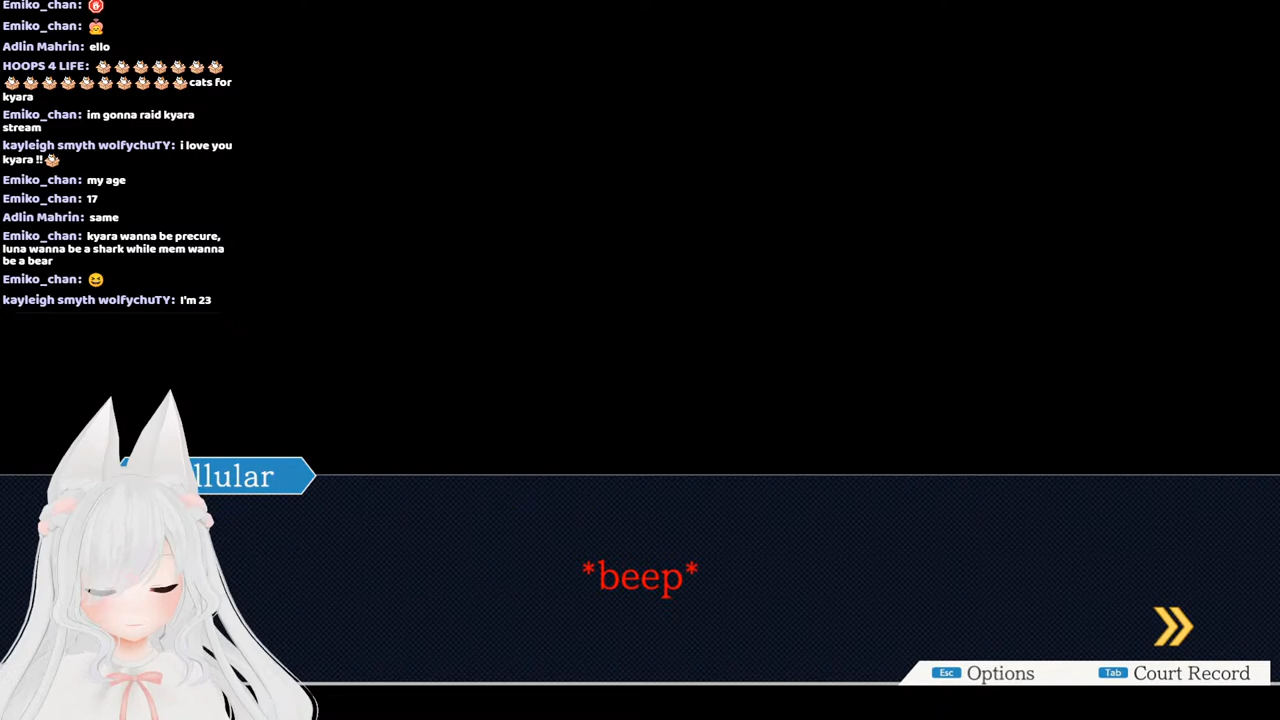 Emiko_chan:
Emiko_chan:
Adlin Mahrin: ello
HOOPS 4 LIFE:
cats for
kyara
Emiko_chan: im gonna raid kyara
stream
kayleigh smyth wolfychuTY: i love you
kyara !!
Emiko_chan: my age
Emiko_chan: 17
Adlin Mahrin: same
Emiko_chan: kyara wanna be precure,
luna wanna be a shark while mem wanna
be a bear
Emiko_chan:
kayleigh smyth wolfychuTY: I'm 23
llular
*beep*
Esc Options Tab Court Record